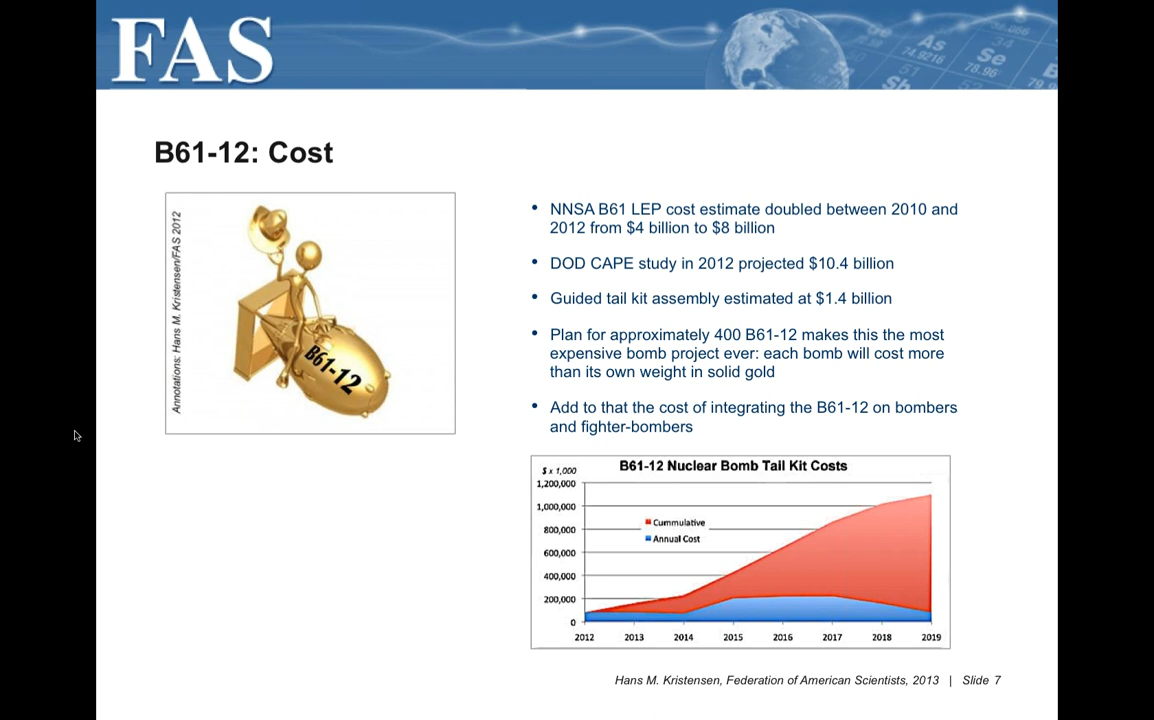 FAS
As
74.9216
Se
78.96
B61-12: Cost
Annotations: Hans M. Kristensen/FAS 2012
B61-12
• NNSA B61 LEP cost estimate doubled between 2010 and
2012 from $4 billion to $8 billion
• DOD CAPE study in 2012 projected $10.4 billion
• Guided tail kit assembly estimated at $1.4 billion
• Plan for approximately 400 B61-12 makes this the most
expensive bomb project ever: each bomb will cost more
than its own weight in solid gold
• Add to that the cost of integrating the B61-12 on bombers
and fighter-bombers
B61-12 Nuclear Bomb Tail Kit Costs
$ x 1,000
1,200,000
1,000,000
800,000
600,000
400,000
200,000
0
Cummulative
Annual Cost
2012 2013 2014 2015 2016 2017 2018 2019
Hans M. Kristensen, Federation of American Scientists, 2013 | Slide 7